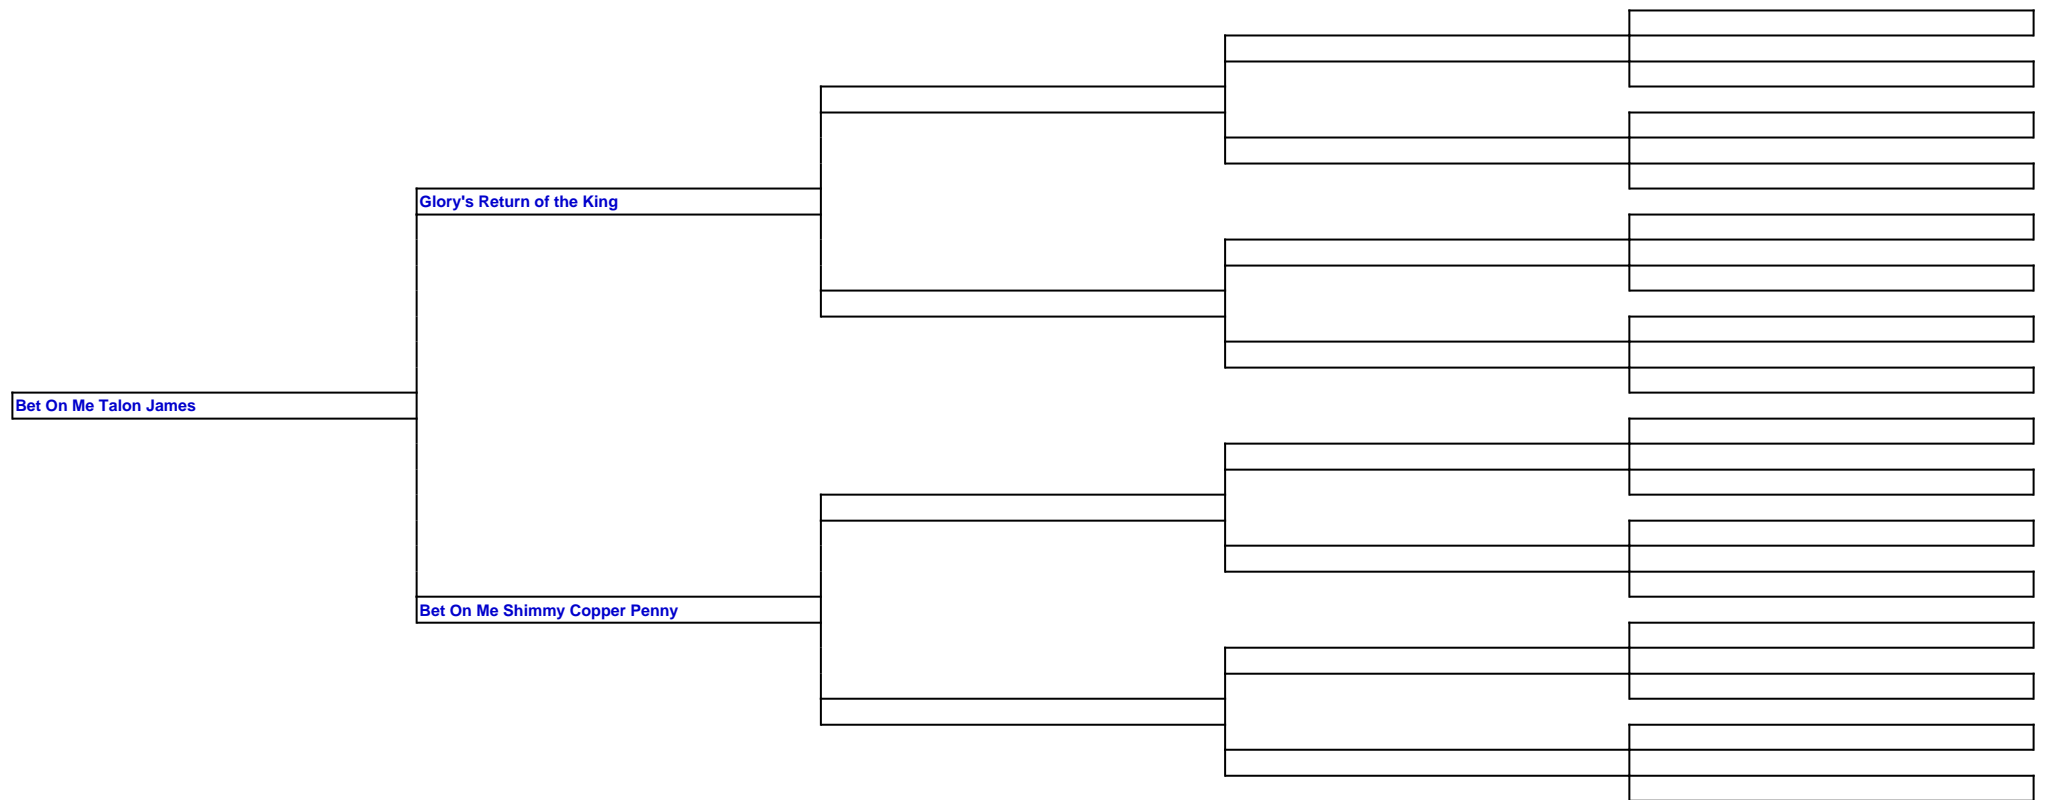 Glory's Return of the King
Bet On Me Talon James
Bet On Me Shimmy Copper Penny